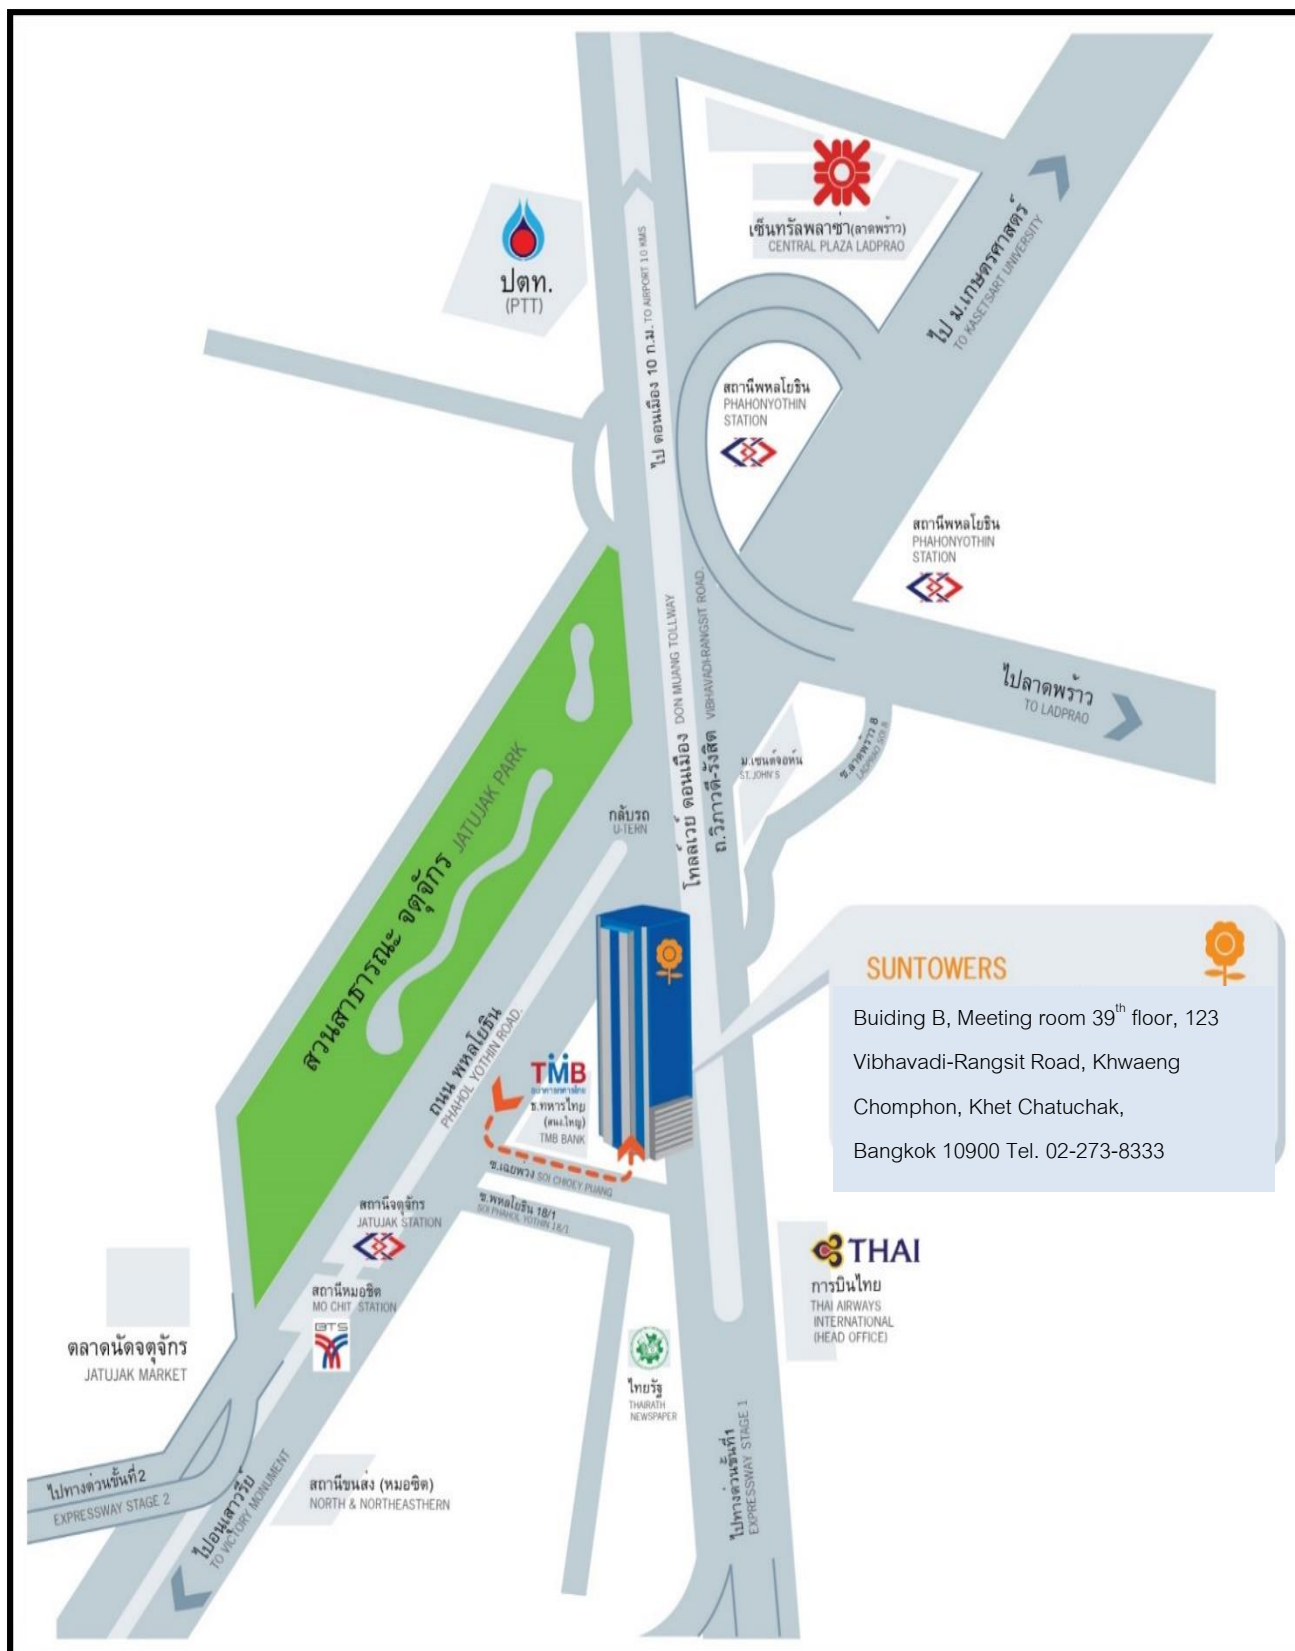 เซ็นทรัลพลาซ่า(ลาดพร้าว)
CENTRAL PLAZA LADPRAO
ปตท.
(PTT)
ไป ม.เกษตรศาสตร์
TO KASETSART UNIVERSITY
ไป ดอนเมือง 10 ก.ม. TO AIRPORT 10 KMS
สถานีพหลโยธิน
PHAHONYOTHIN
STATION
สถานีพหลโยธิน
PHAHONYOTHIN
STATION
ไปลาดพร้าว
TO LADPRAO
โทลล์เวย์ ดอนเมือง DON MUANG TOLLWAY
ถ.วิภาวดี-รังสิต VIBHAVADI-RANGSIT ROAD.
ม.เซนต์จอห์น
ST. JOHN'S
ซ.ลาดพร้าว 8
LADPRAO SOI 8
สวนสาธารณะ จตุจักร JATUJAK PARK
กลับรถ
U-TERN
SUNTOWERS
Buiding B, Meeting room 39th floor, 123
Vibhavadi-Rangsit Road, Khwaeng
Chomphon, Khet Chatuchak,
Bangkok 10900 Tel. 02-273-8333
ถนน พหลโยธิน
PHAHOL YOTHIN ROAD.
TMB
ธนาคารทหารไทย
ธ.ทหารไทย
(สนง.ใหญ่)
TMB BANK
ซ.เฉยพ่วง SOI CHOEY PUANG
ซ.พหลโยธิน 18/1
SOI PHAHOL YOTHIN 18/1
สถานีจตุจักร
JATUJAK STATION
สถานีหมอชิต
MO CHIT STATION
BTS
THAI
การบินไทย
THAI AIRWAYS
INTERNATIONAL
(HEAD OFFICE)
ตลาดนัดจตุจักร
JATUJAK MARKET
ไทยรัฐ
THAIRATH
NEWSPAPER
ไปทางด่วนขั้นที่2
EXPRESSWAY STAGE 2
ไปอนุเสาวรีย์
TO VICTORY MONUMENT
สถานีขนส่ง (หมอชิต)
NORTH & NORTHEASTHERN
ไปทางด่วนขั้นที่1
EXPRESSWAY STAGE 1